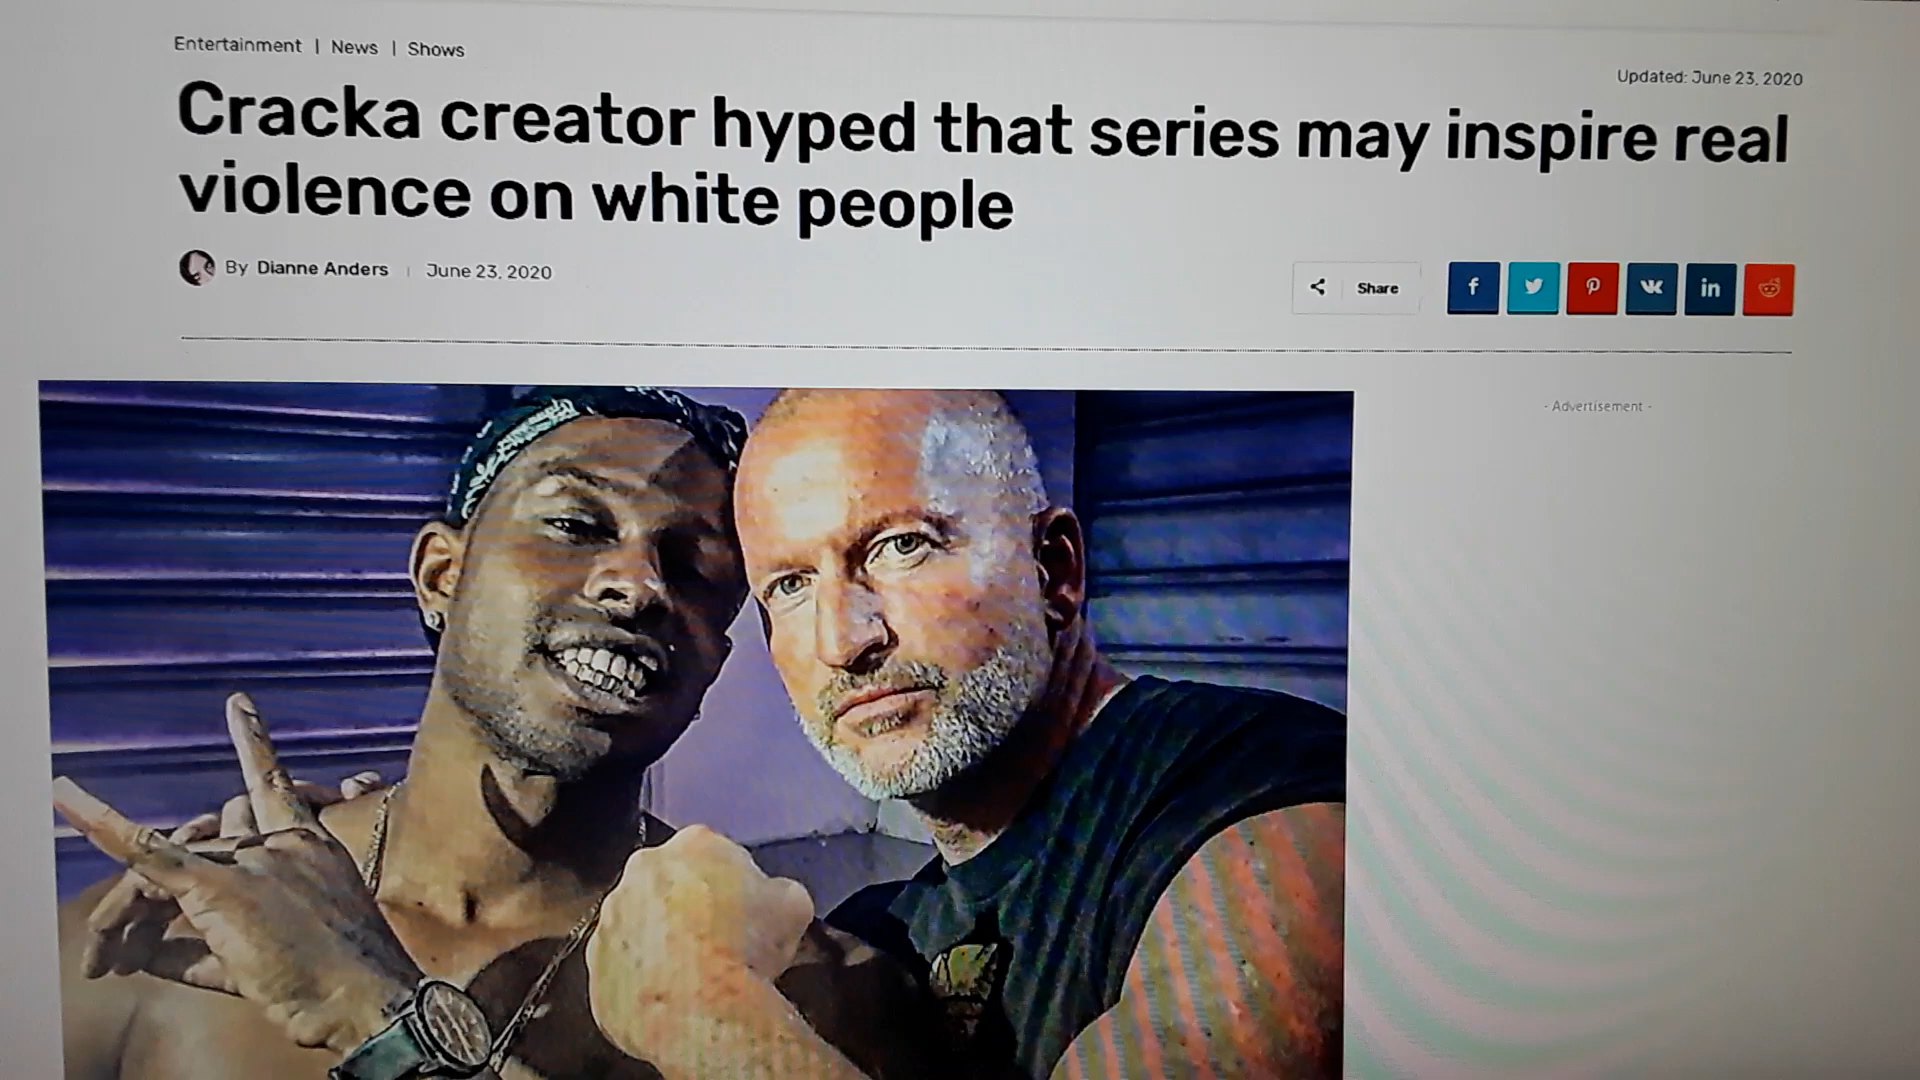 Entertainment | News | Shows
Updated: June 23, 2020
Cracka creator hyped that series may inspire real
violence on white people
By Dianne Anders | June 23, 2020
Share
- Advertisement -